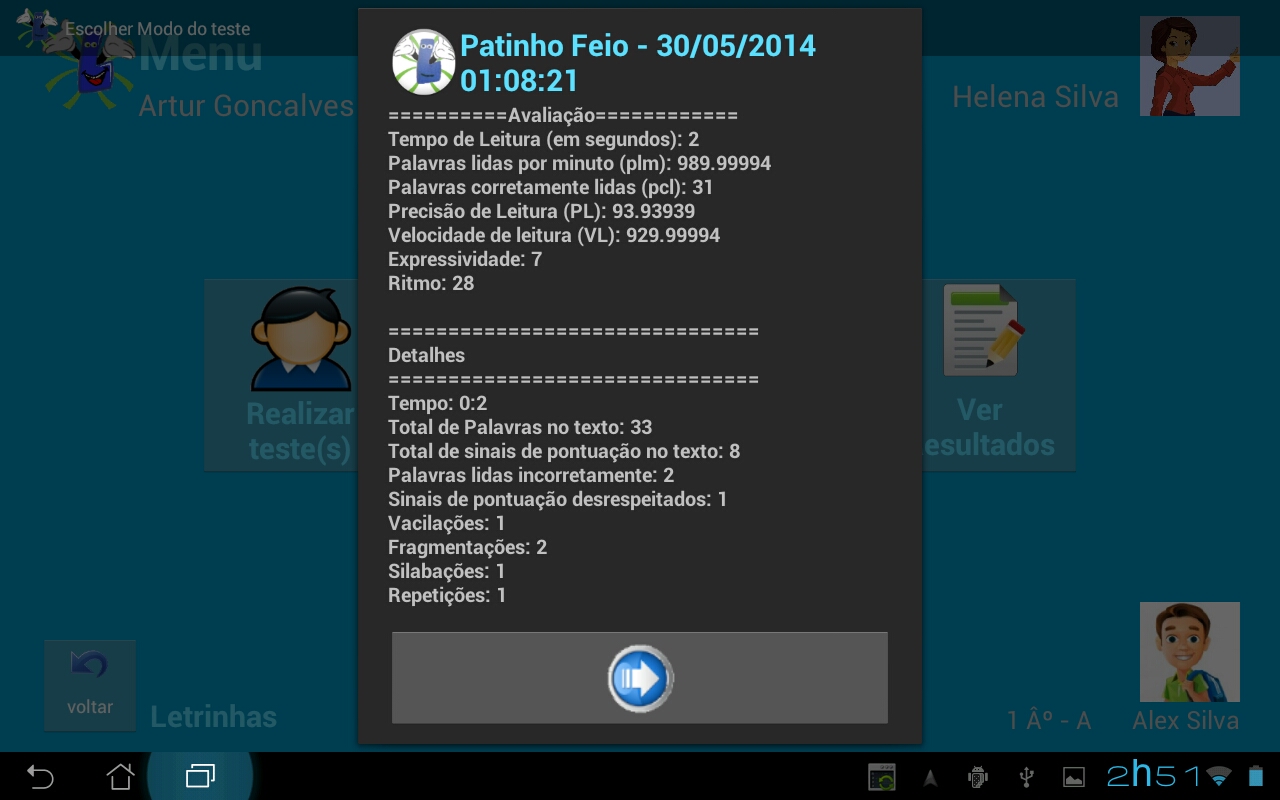 Escolher Modo do teste
Menu
Artur Goncalves
Helena Silva
Patinho Feio - 30/05/2014
01:08:21
==========Avaliação============
Tempo de Leitura (em segundos): 2
Palavras lidas por minuto (plm): 989.99994
Palavras corretamente lidas (pcl): 31
Precisão de Leitura (PL): 93.93939
Velocidade de leitura (VL): 929.99994
Expressividade: 7
Ritmo: 28
===============================
Detalhes
===============================
Tempo: 0:2
Total de Palavras no texto: 33
Total de sinais de pontuação no texto: 8
Palavras lidas incorretamente: 2
Sinais de pontuação desrespeitados: 1
Vacilações: 1
Fragmentações: 2
Silabações: 1
Repetições: 1
Realizar
teste(s)
Ver
esultados
voltar
Letrinhas
1 Âº - A
Alex Silva
2h51